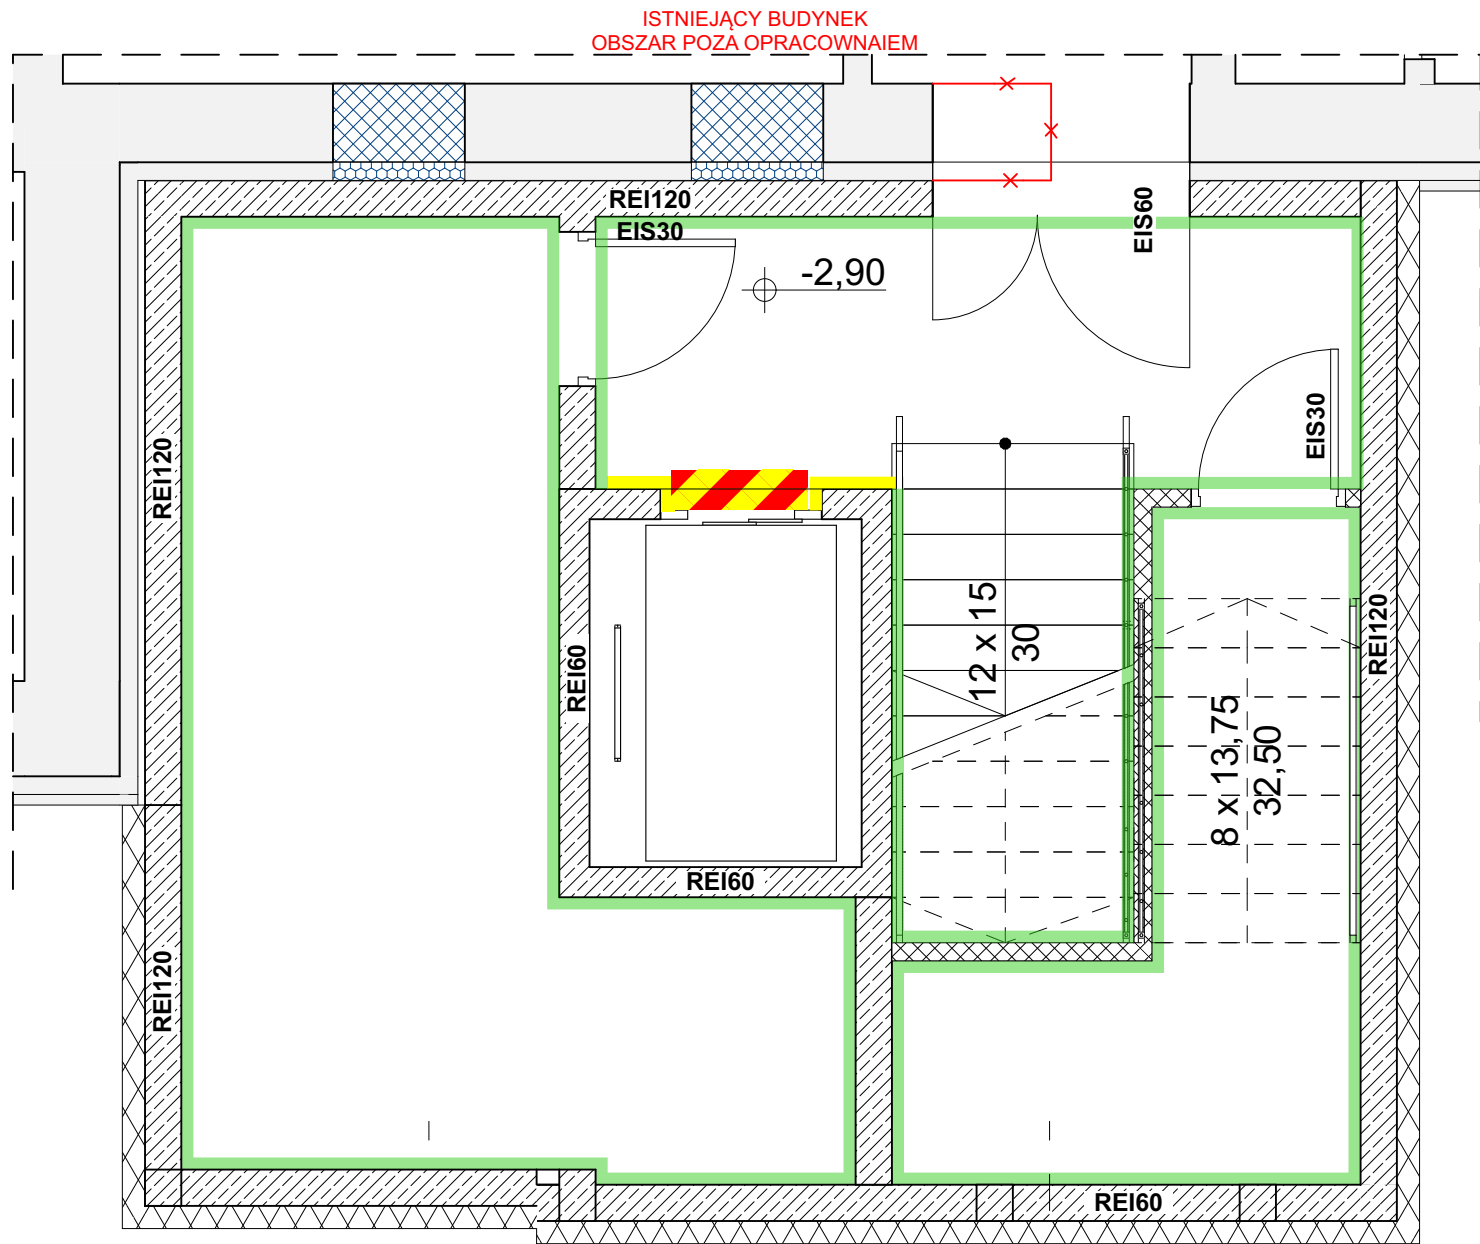 ISTNIEJĄCY BUDYNEK
OBSZAR POZA OPRACOWNAIEM
REI120
EIS30
EIS60
-2,90
EIS30
REI120
12 x 15
30
REI60
REI120
8 x 13,75
32,50
REI60
REI120
REI60